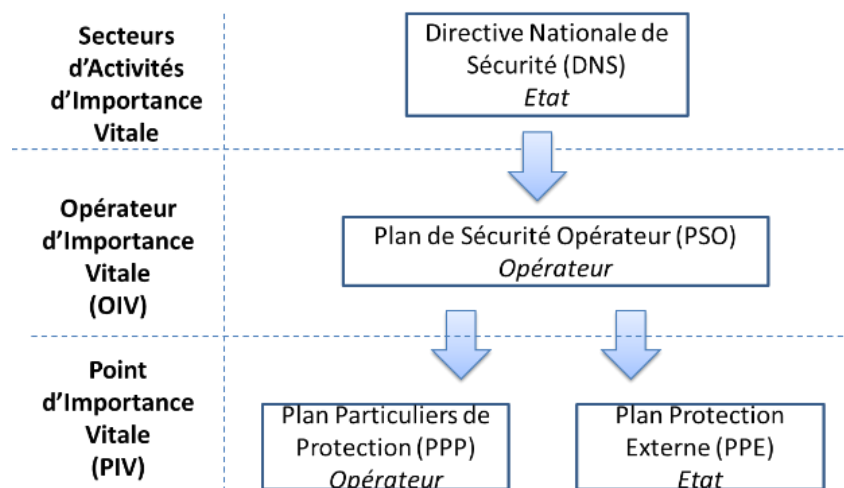 Secteurs
d’Activités
d’Importance
Vitale
Directive Nationale de
Sécurité (DNS)
Etat
Opérateur
d’Importance
Vitale
(OIV)
Plan de Sécurité Opérateur (PSO)
Opérateur
Point
d’Importance
Vitale
(PIV)
Plan Particuliers de
Protection (PPP)
Opérateur
Plan Protection
Externe (PPE)
Etat